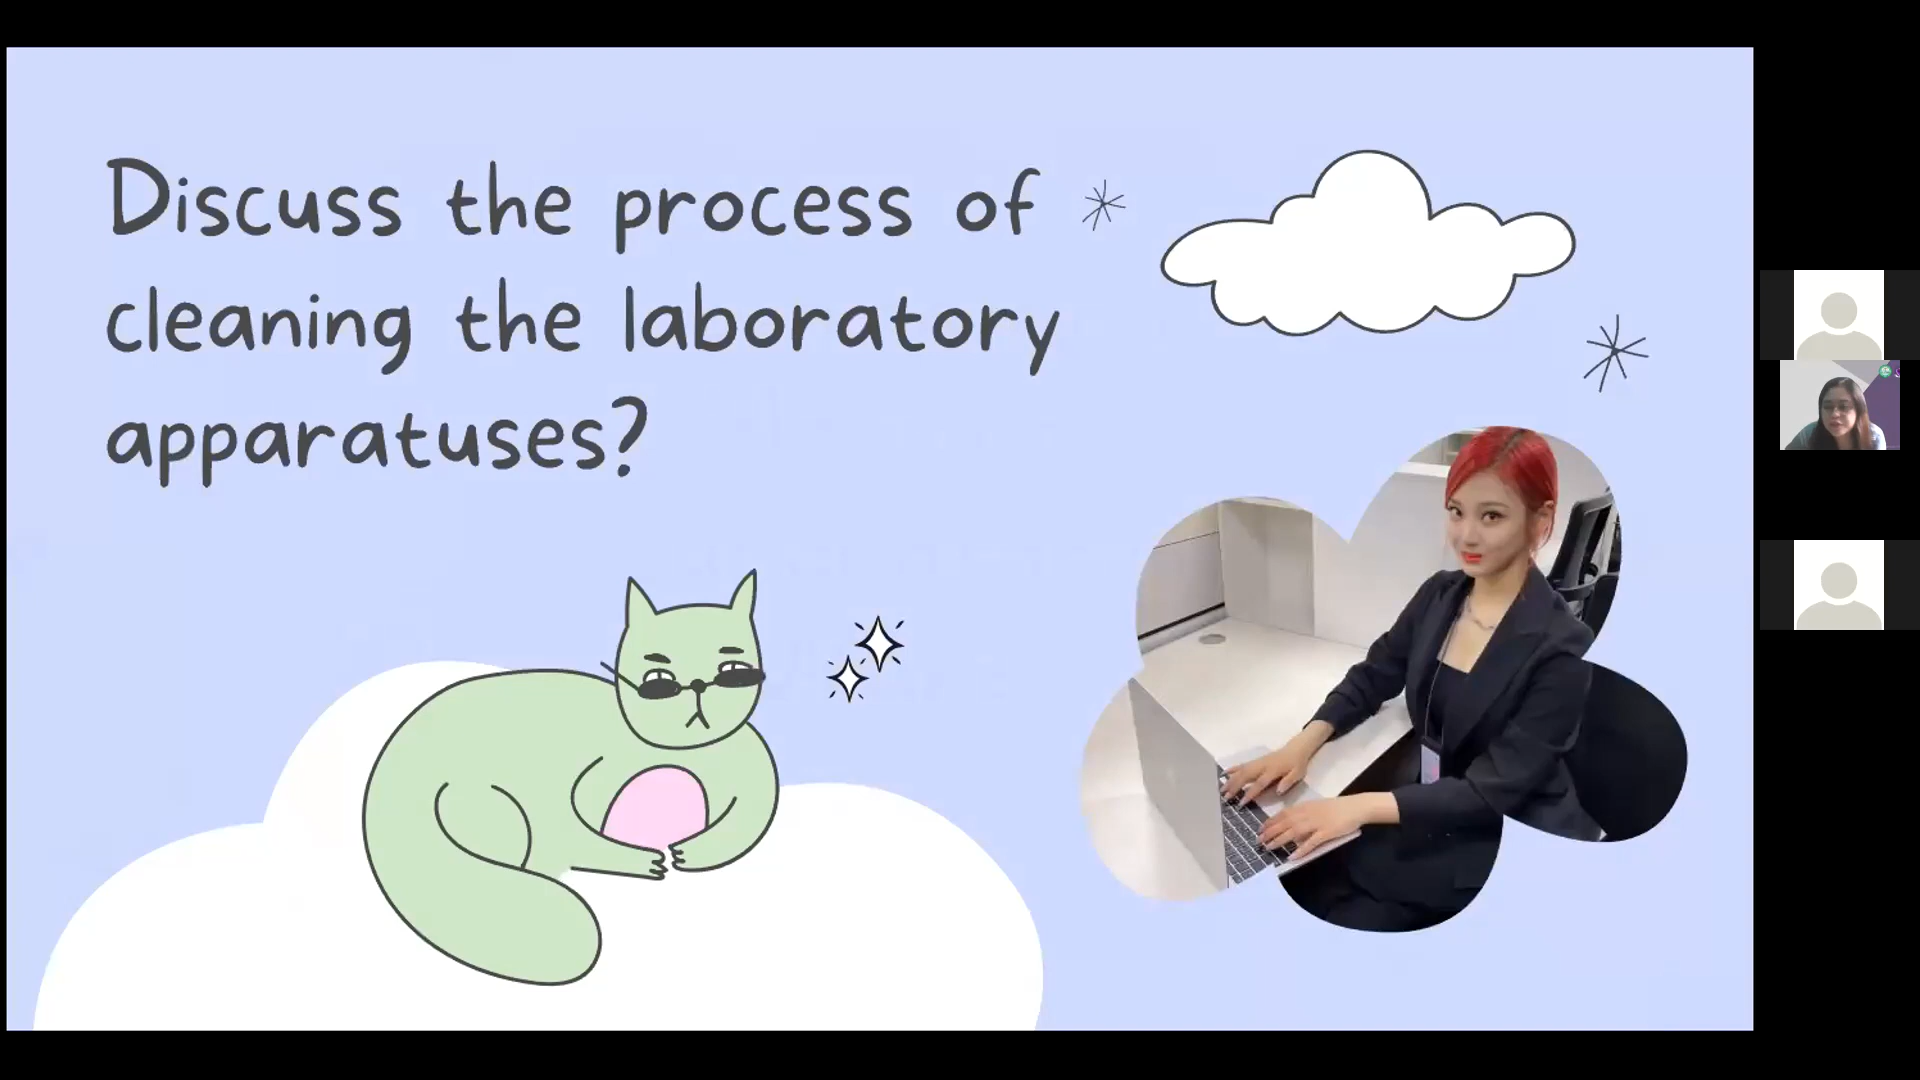 Discuss the process of
cleaning the laboratory
apparatuses?